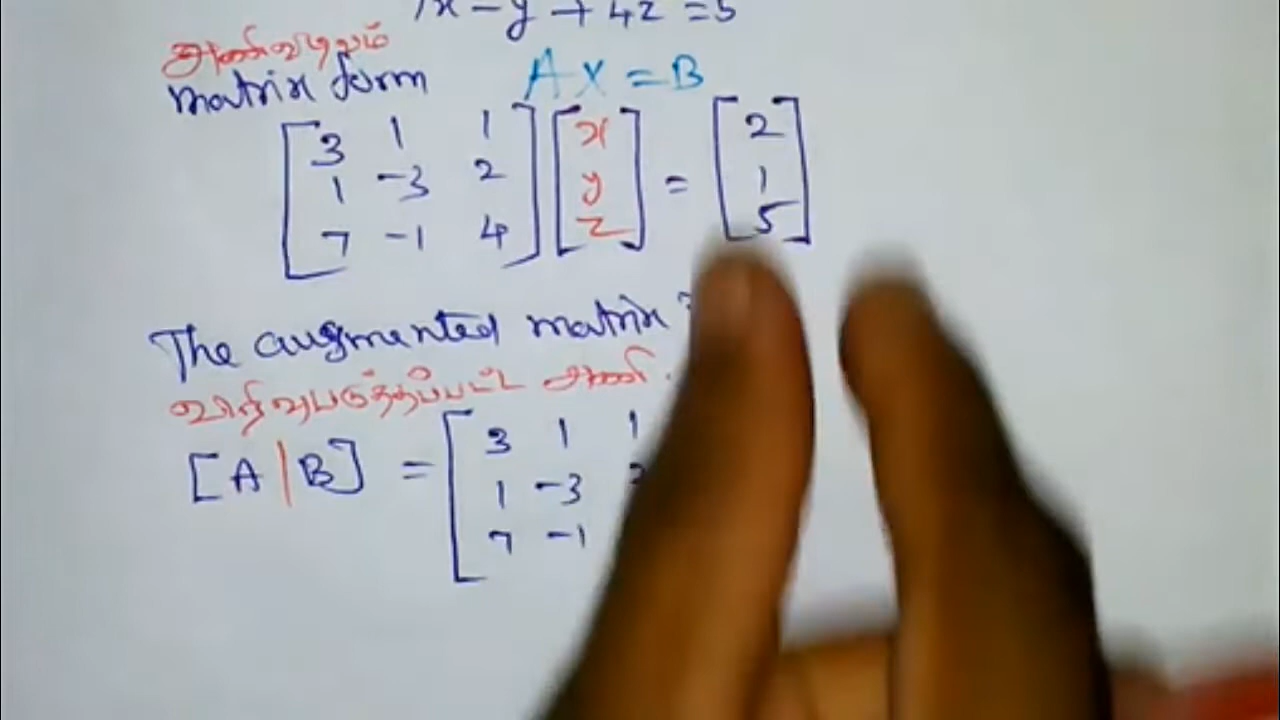 7x - y + 4z = 5
அணிவடிவம்
matrix form AX = B
[3 1 1] [x] = [2]
[1 -3 2] [y] [1]
[7 -1 4] [z] [5]
The augmented matrix
விரிவுபடுத்தப்பட்ட அணி.
[A|B] = [3 1 1
1 -3 2
7 -1